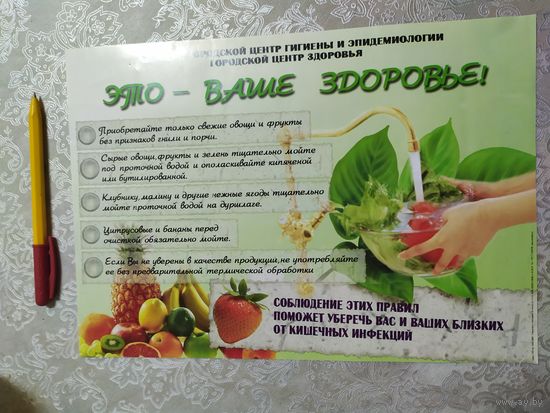 ГОРОДСКОЙ ЦЕНТР ГИГИЕНЫ И ЭПИДЕМИОЛОГИИ
ГОРОДСКОЙ ЦЕНТР ЗДОРОВЬЯ
ЭТО – ВАШЕ ЗДОРОВЬЕ!
Приобретайте только свежие овощи и фрукты
без признаков гнили и порчи.
Сырые овощи, фрукты и зелень тщательно мойте
под проточной водой и ополаскивайте кипяченой
или бутилированной.
Клубнику, малину и другие нежные ягоды тщательно
мойте проточной водой на дуршлаге.
Цитрусовые и бананы перед
очисткой обязательно мойте.
Если Вы не уверены в качестве продукции, не употребляйте
ее без предварительной термической обработки
СОБЛЮДЕНИЕ ЭТИХ ПРАВИЛ
ПОМОЖЕТ УБЕРЕЧЬ ВАС И ВАШИХ БЛИЗКИХ
ОТ КИШЕЧНЫХ ИНФЕКЦИЙ
www.ay.by